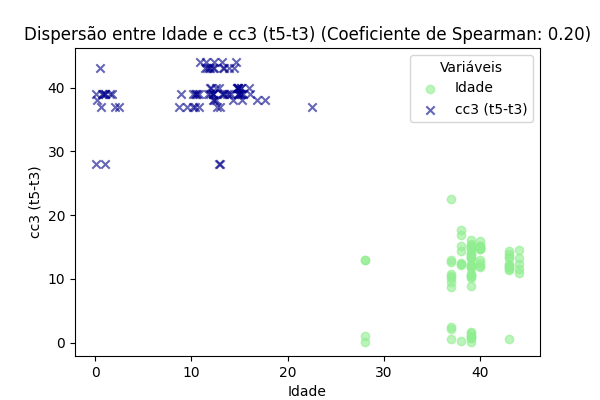 Dispersão entre Idade e cc3 (t5-t3) (Coeficiente de Spearman: 0.20)
Variáveis
Idade
cc3 (t5-t3)
cc3 (t5-t3)
40
30
20
10
0
0
10
20
30
40
Idade